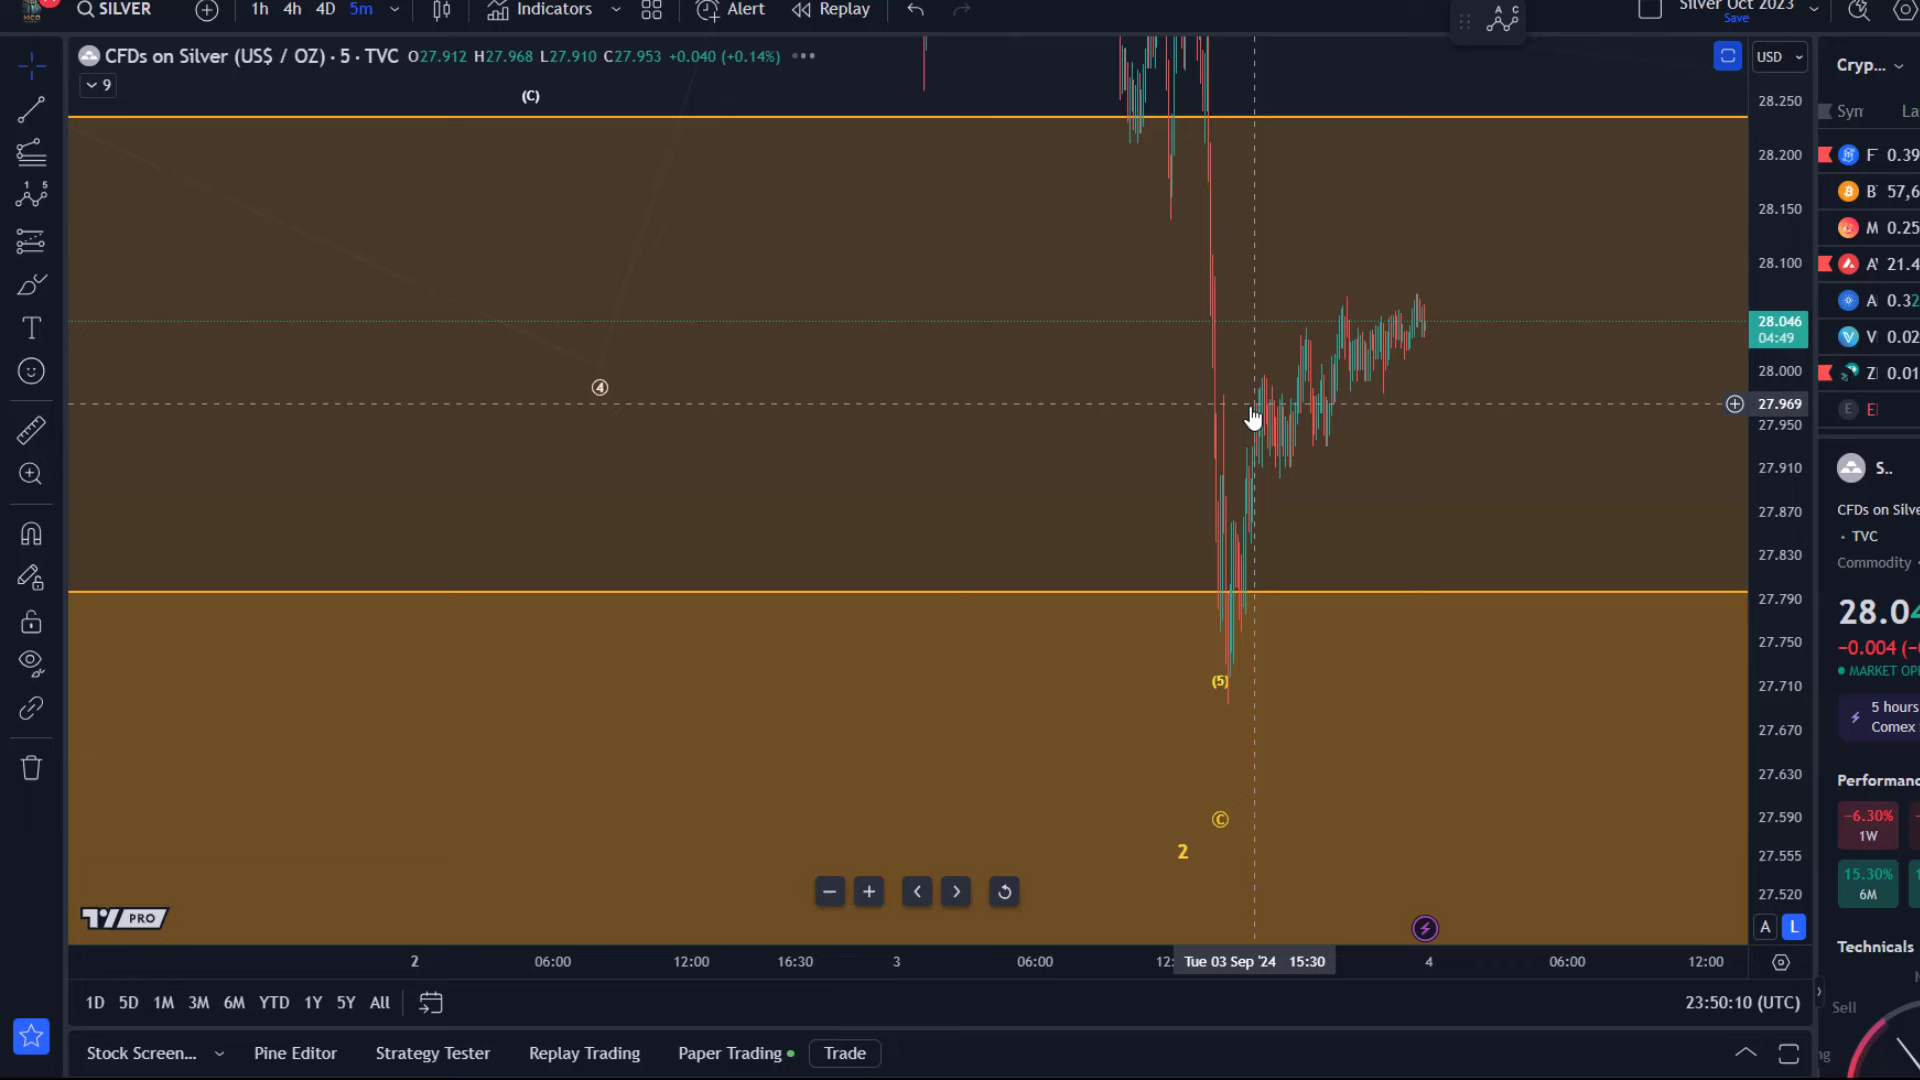 SILVER
1h 4h 4D 5m
Indicators
Alert
Replay
A C
Silver Oct 2023
Save
CFDs on Silver (US$ / OZ) · 5 · TVC O27.912 H27.968 L27.910 C27.953 +0.040 (+0.14%)
9
(C)
4
(5)
C
2
1 5
USD
28.250
28.200
28.150
28.100
28.046
04:49
28.000
27.969
27.950
27.910
27.870
27.830
27.790
27.750
27.710
27.670
27.630
27.590
27.555
27.520
A L
PRO
2 06:00 12:00 16:30 3 06:00 12: Tue 03 Sep '24 15:30 4 06:00 12:00
1D 5D 1M 3M 6M YTD 1Y 5Y All
23:50:10 (UTC)
Stock Screen... Pine Editor Strategy Tester Replay Trading Paper Trading Trade
Cryp...
Syn La
F 0.39
B 57,6
M 0.25
A 21.4
A 0.32
V 0.02
Z 0.01
E E
S..
CFDs on Silve
• TVC
Commodity
28.04
−0.004 (−
MARKET OP
5 hours
Comex
Performanc
−6.30%
1W
15.30%
6M
Technicals
Sell